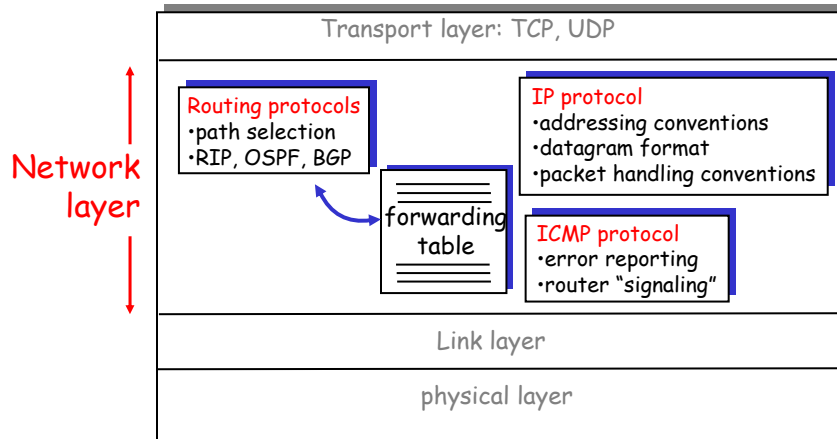 Transport layer: TCP, UDP
Network
layer
Routing protocols
•path selection
•RIP, OSPF, BGP
forwarding
table
IP protocol
•addressing conventions
•datagram format
•packet handling conventions
ICMP protocol
•error reporting
•router “signaling”
Link layer
physical layer